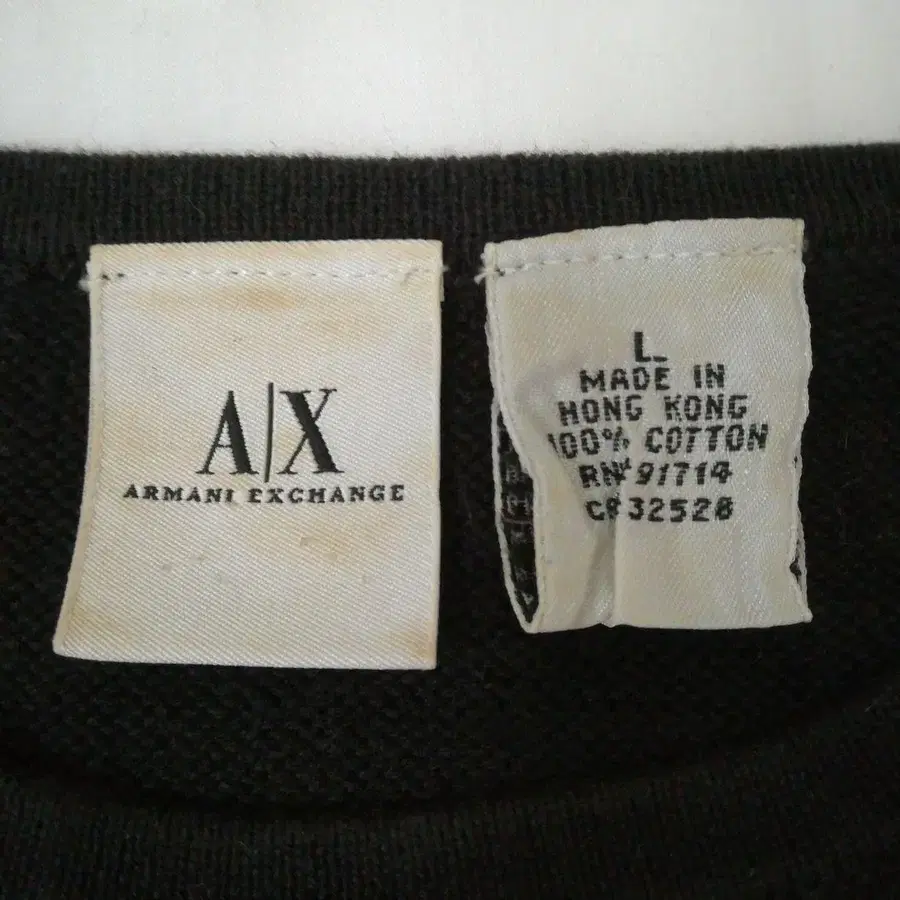 A|X
ARMANI EXCHANGE
L
MADE IN
HONG KONG
100% COTTON
RN# 91714
CA 32528